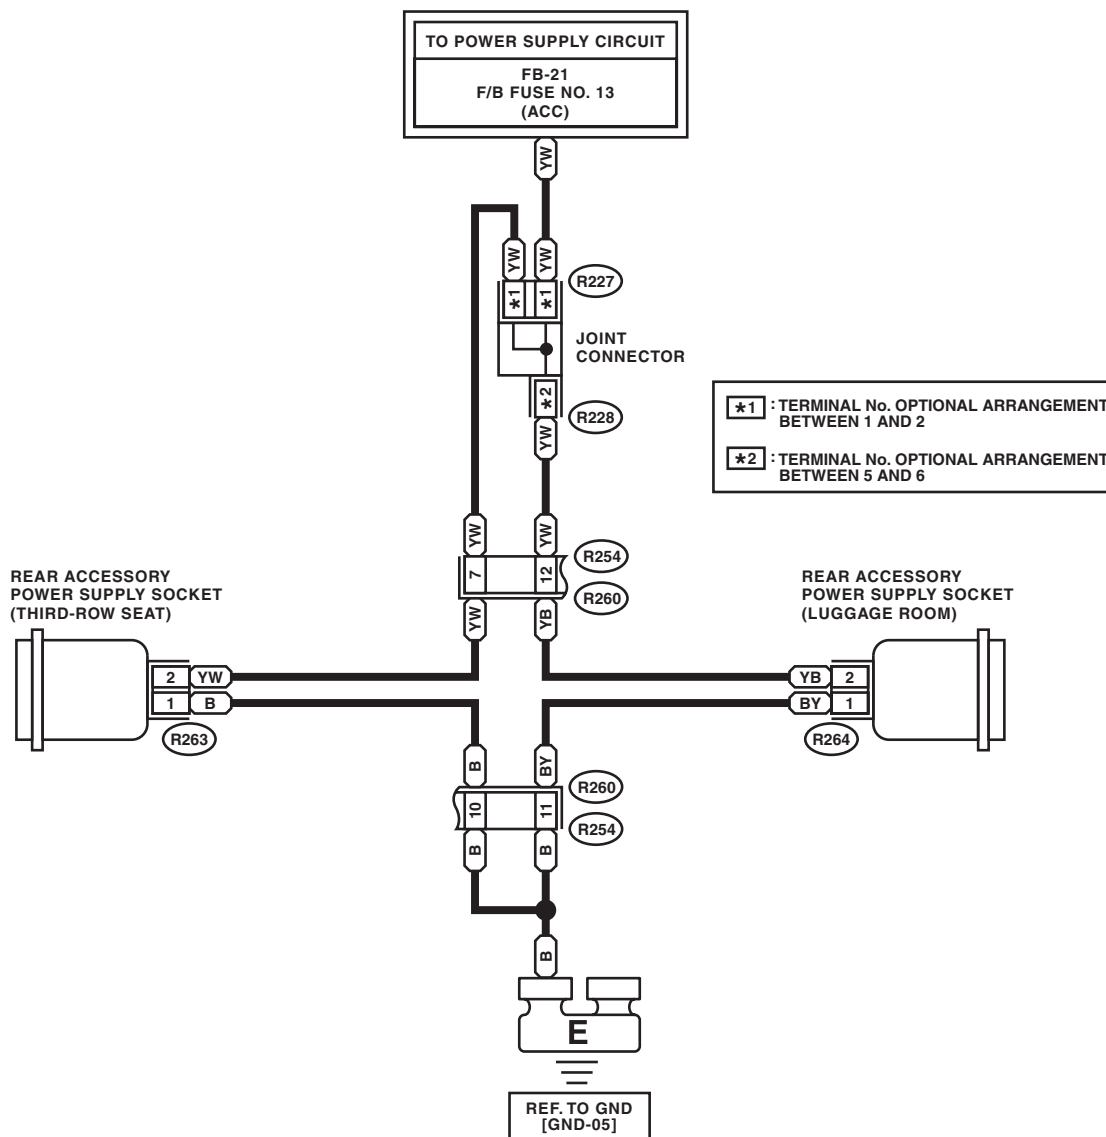 TO POWER SUPPLY CIRCUIT
FB-21
F/B FUSE NO. 13
(ACC)
YW
YW
YW
R227
*1
*1
JOINT
CONNECTOR
*2
R228
YW
*1 : TERMINAL No. OPTIONAL ARRANGEMENT
BETWEEN 1 AND 2
*2 : TERMINAL No. OPTIONAL ARRANGEMENT
BETWEEN 5 AND 6
YW
YW
R254
7
12
R260
YW
YB
REAR ACCESSORY
POWER SUPPLY SOCKET
(THIRD-ROW SEAT)
REAR ACCESSORY
POWER SUPPLY SOCKET
(LUGGAGE ROOM)
2 YW
1 B
R263
YB 2
BY 1
R264
B
BY
R260
10
11
R254
B
B
B
E
REF. TO GND
[GND-05]